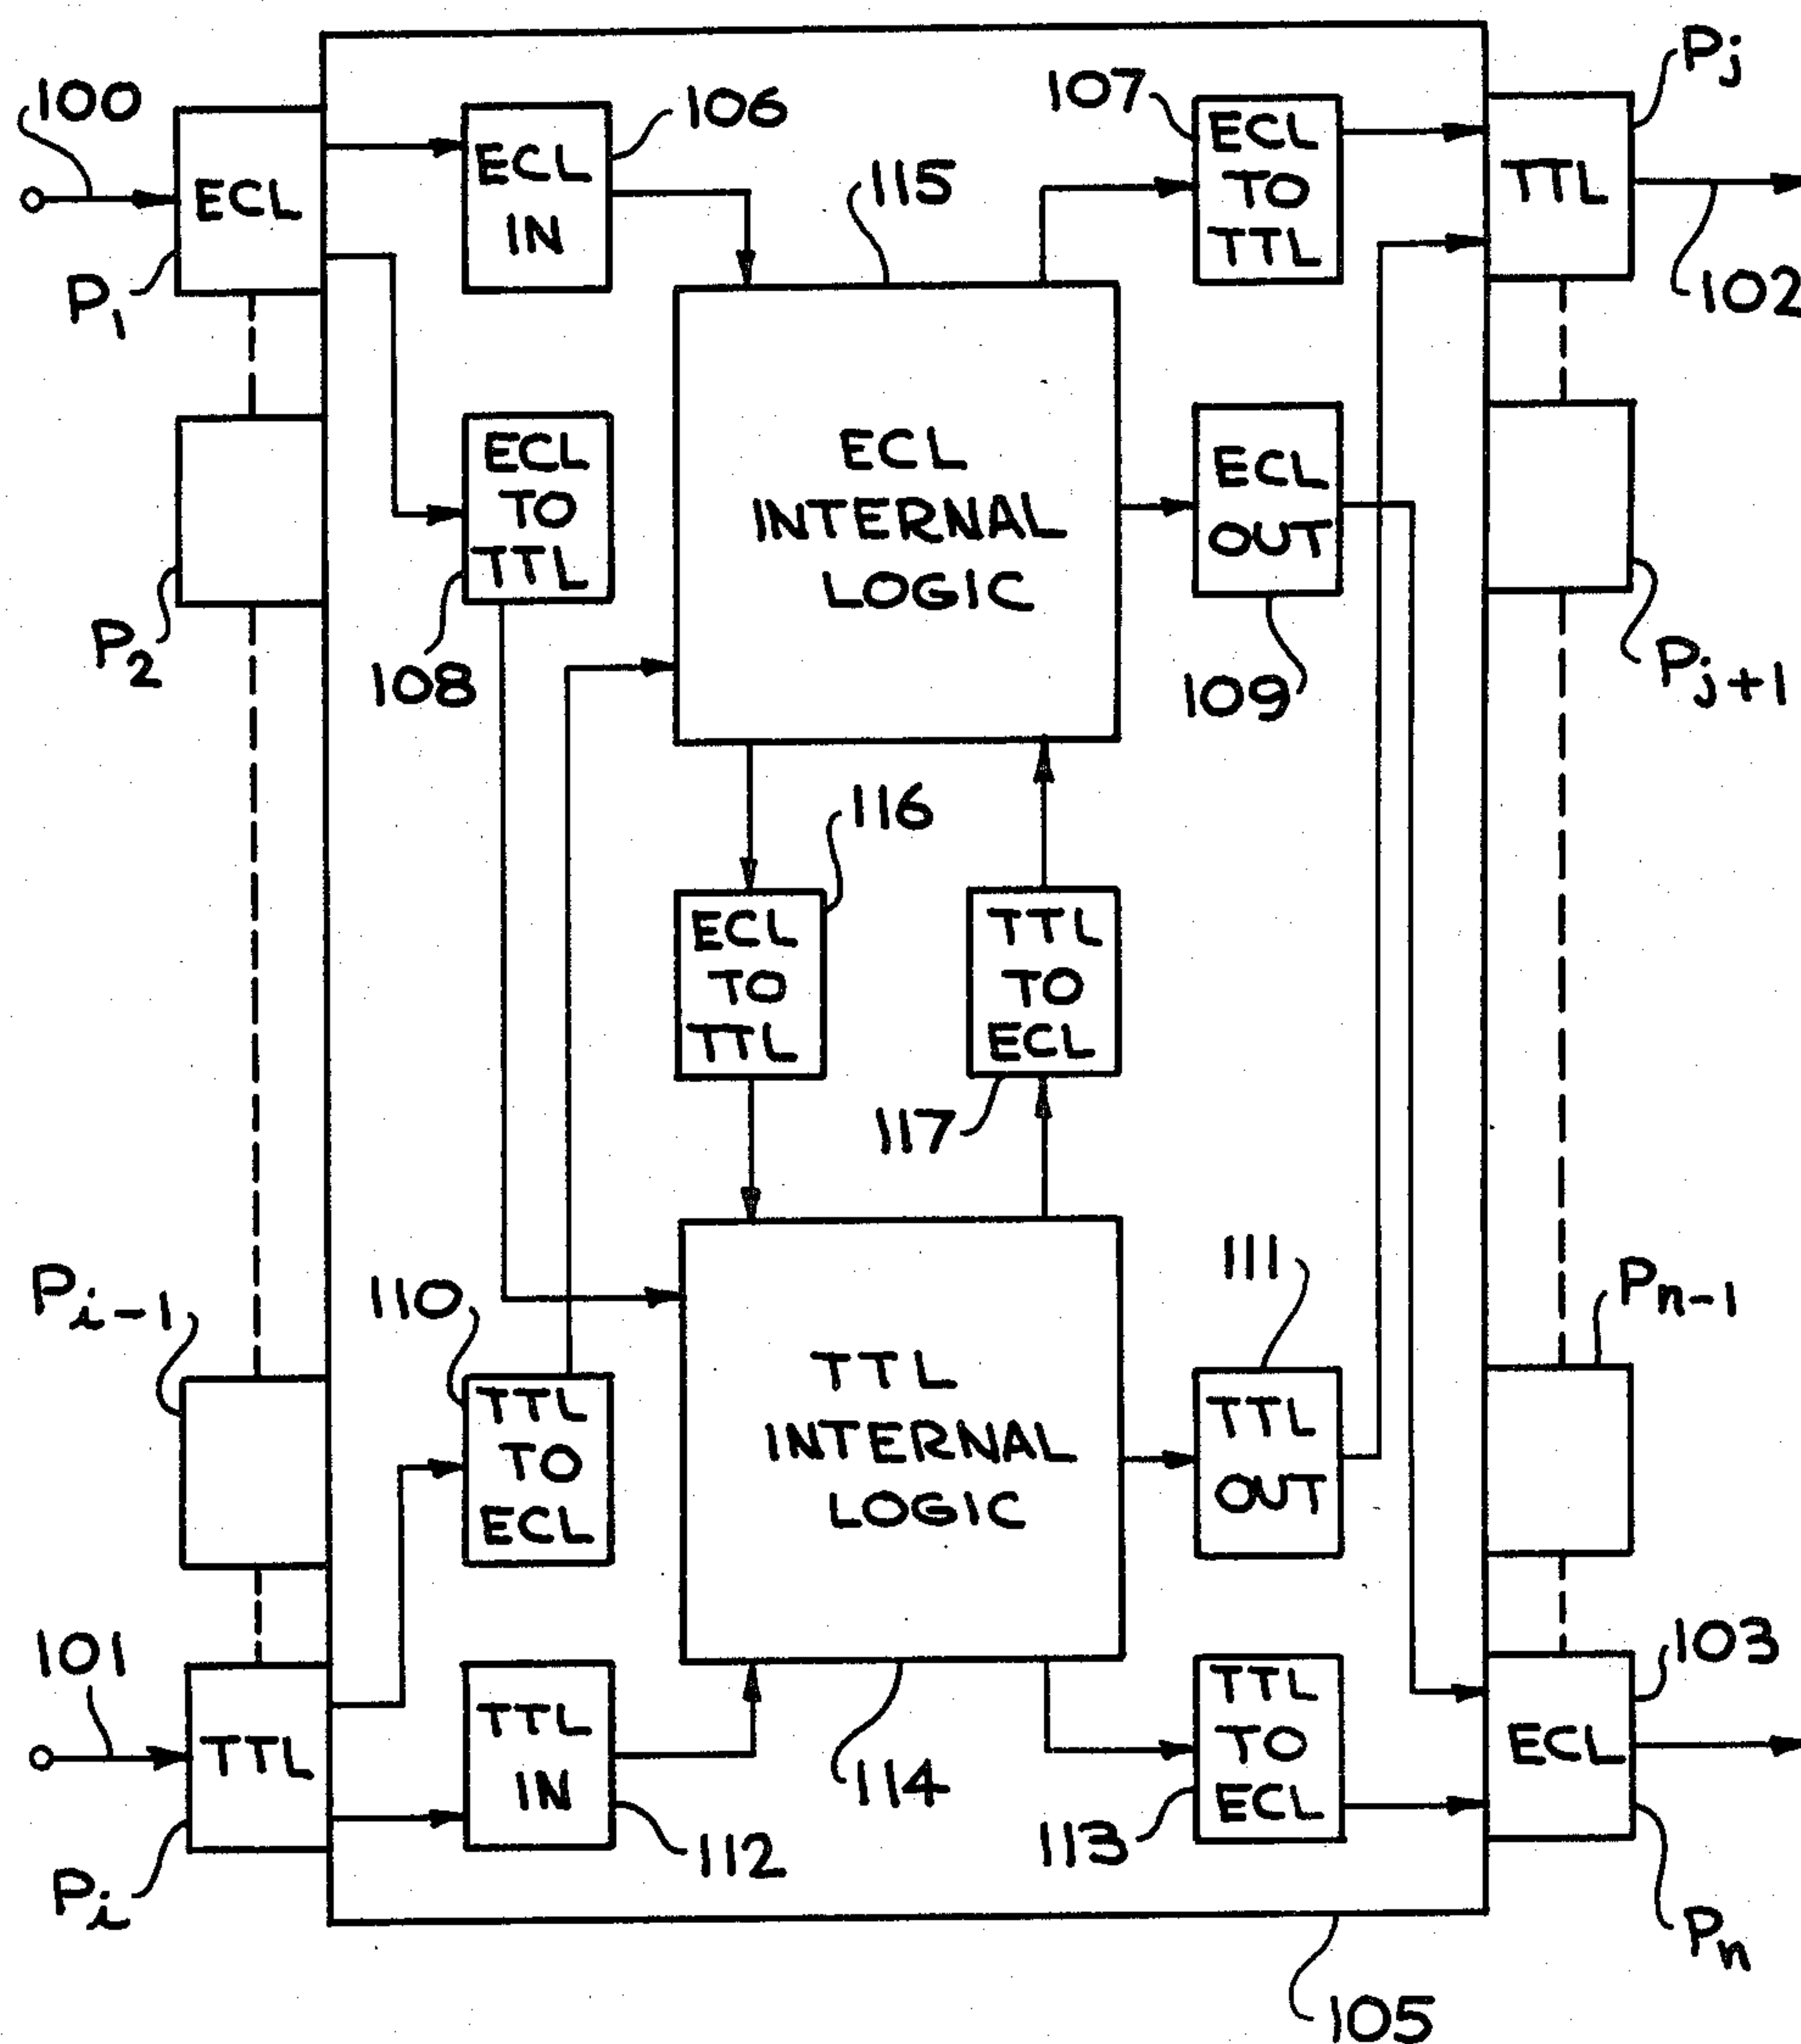 100
ECL
P1
ECL
IN
106
107
ECL
TO
TTL
TTL
Pj
102
115
P2
ECL
TO
TTL
108
ECL
INTERNAL
LOGIC
ECL
OUT
109
Pj+1
116
ECL
TO
TTL
TTL
TO
ECL
117
Pi-1
110
TTL
TO
ECL
TTL
INTERNAL
LOGIC
111
TTL
OUT
Pn-1
101
TTL
Pi
TTL
IN
112
114
TTL
TO
ECL
113
103
ECL
Pn
105